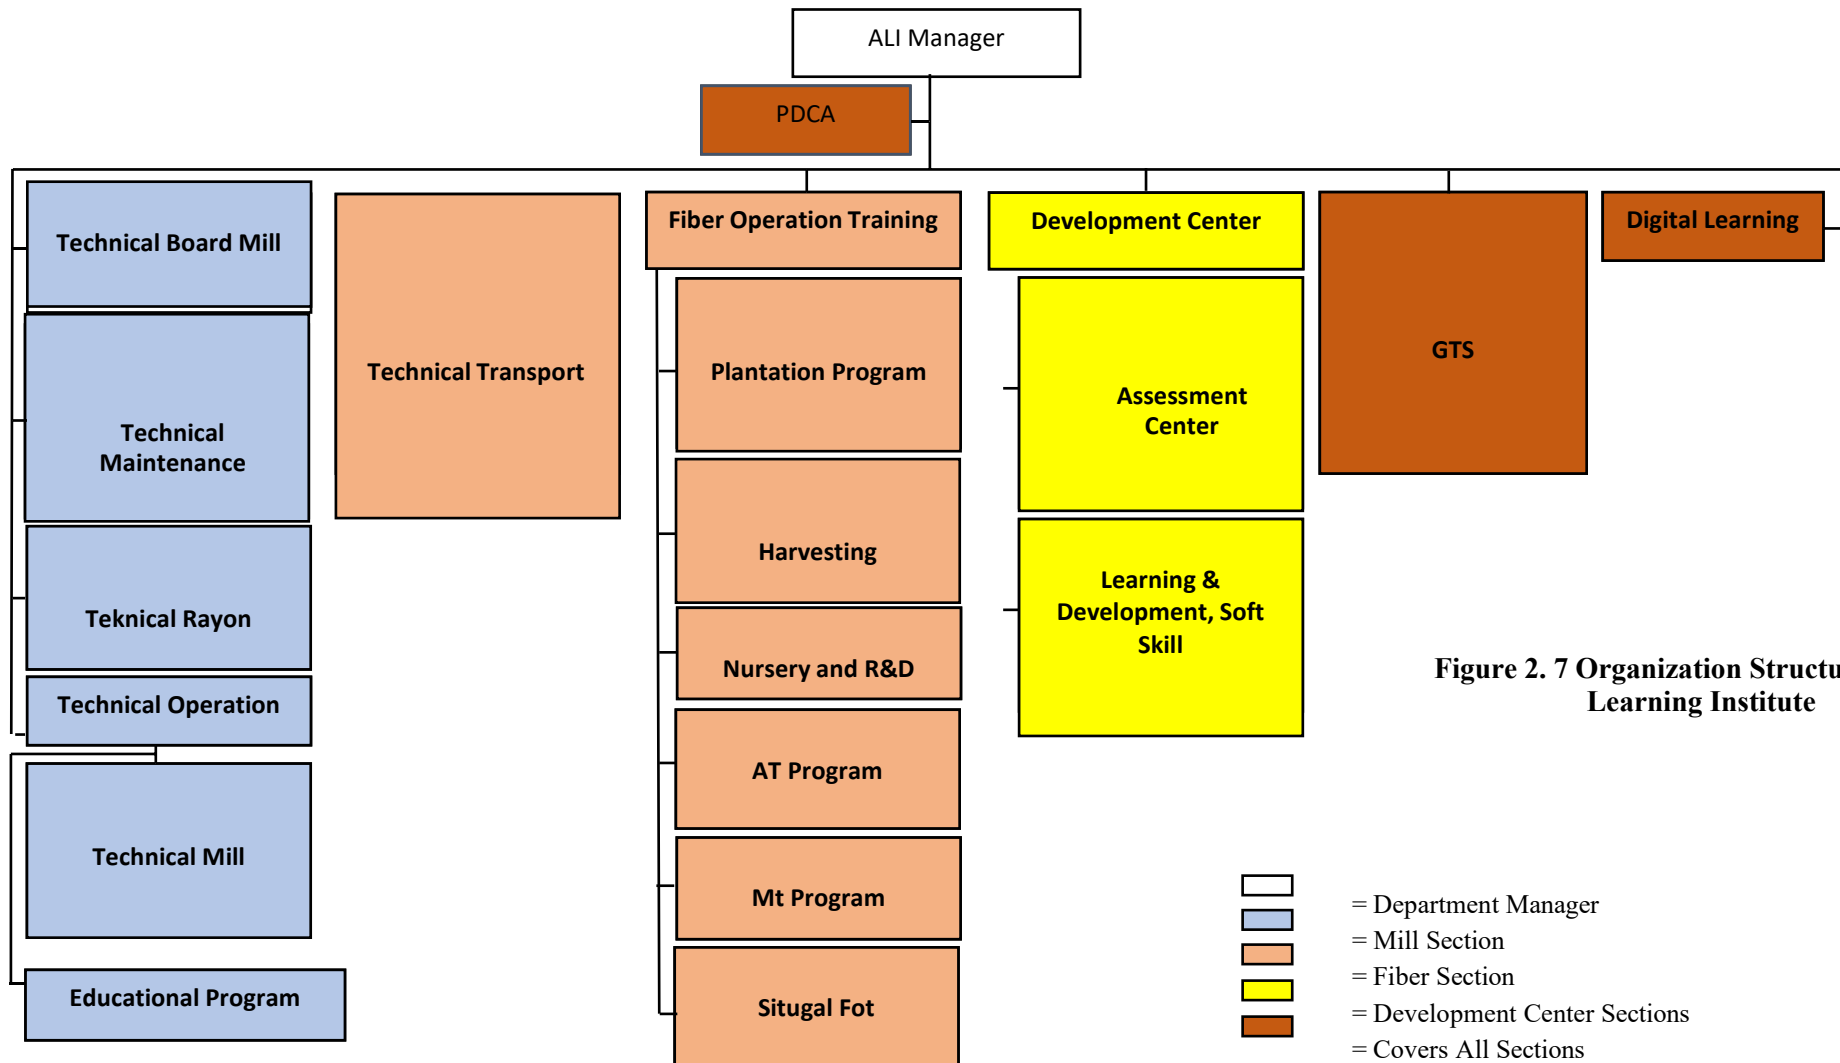 ALI Manager
PDCA
Technical Board Mill
Technical
Maintenance
Teknical Rayon
Technical Operation
Technical Mill
Educational Program
Technical Transport
Fiber Operation Training
Plantation Program
Harvesting
Nursery and R&D
AT Program
Mt Program
Situgal Fot
Development Center
Assessment
Center
Learning &
Development, Soft
Skill
GTS
Digital Learning
Figure 2. 7 Organization Structu
Learning Institute
= Department Manager
= Mill Section
= Fiber Section
= Development Center Sections
= Covers All Sections